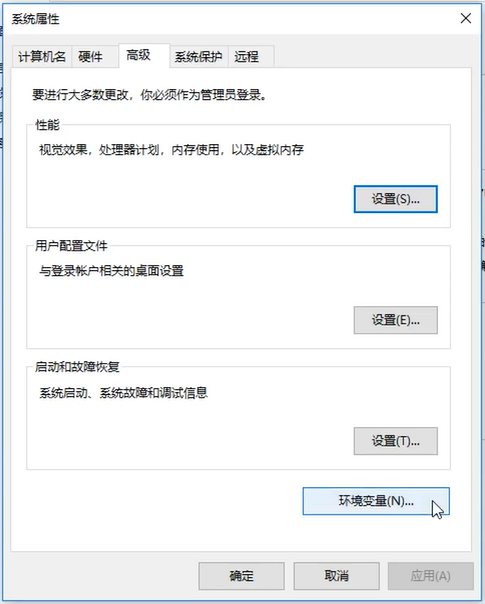 系统属性
计算机名 硬件 高级 系统保护 远程
要进行大多数更改，你必须作为管理员登录。
性能
视觉效果，处理器计划，内存使用，以及虚拟内存
设置(S)...
用户配置文件
与登录帐户相关的桌面设置
设置(E)...
启动和故障恢复
系统启动、系统故障和调试信息
设置(T)...
环境变量(N)...
确定 取消 应用(A)